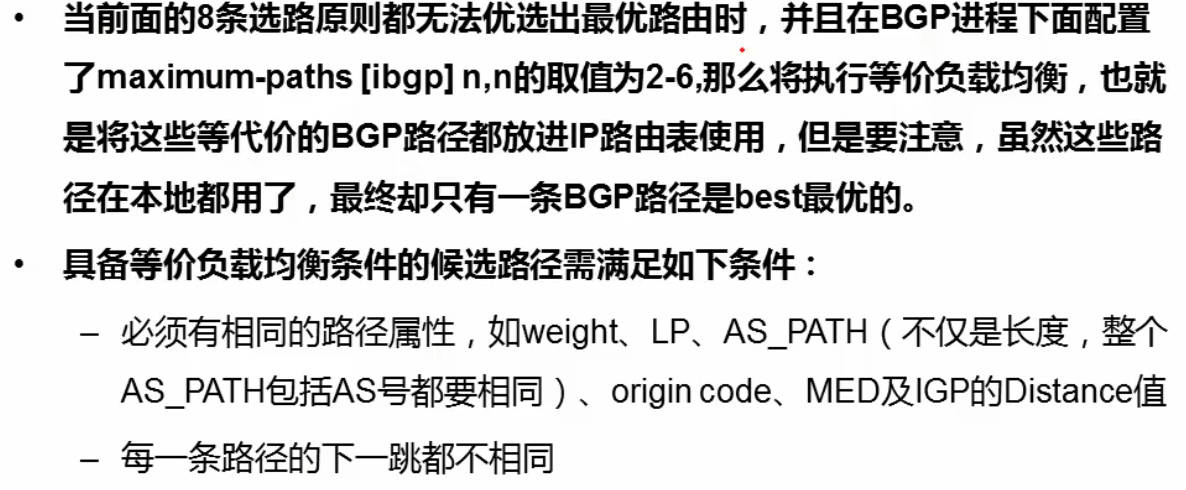 • 当前面的8条选路原则都无法优选出最优路由时，并且在BGP进程下面配置
了maximum-paths [ibgp] n,n的取值为2-6,那么将执行等价负载均衡，也就
是将这些等代价的BGP路径都放进IP路由表使用，但是要注意，虽然这些路
径在本地都用了，最终却只有一条BGP路径是best最优的。
• 具备等价负载均衡条件的候选路径需满足如下条件：
– 必须有相同的路径属性，如weight、LP、AS_PATH（不仅是长度，整个
AS_PATH包括AS号都要相同）、origin code、MED及IGP的Distance值
– 每一条路径的下一跳都不相同